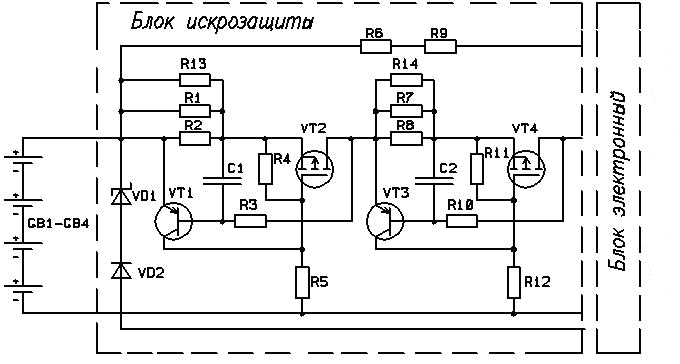 Блок искрозащиты
R6 R9
R13 R14
R1 R7
R2 R8
VT2 VT4
R4 R11
C1 C2
VD1 VT1 VT3
GB1-GB4 R3 R10
VD2 R5 R12
Блок электронный